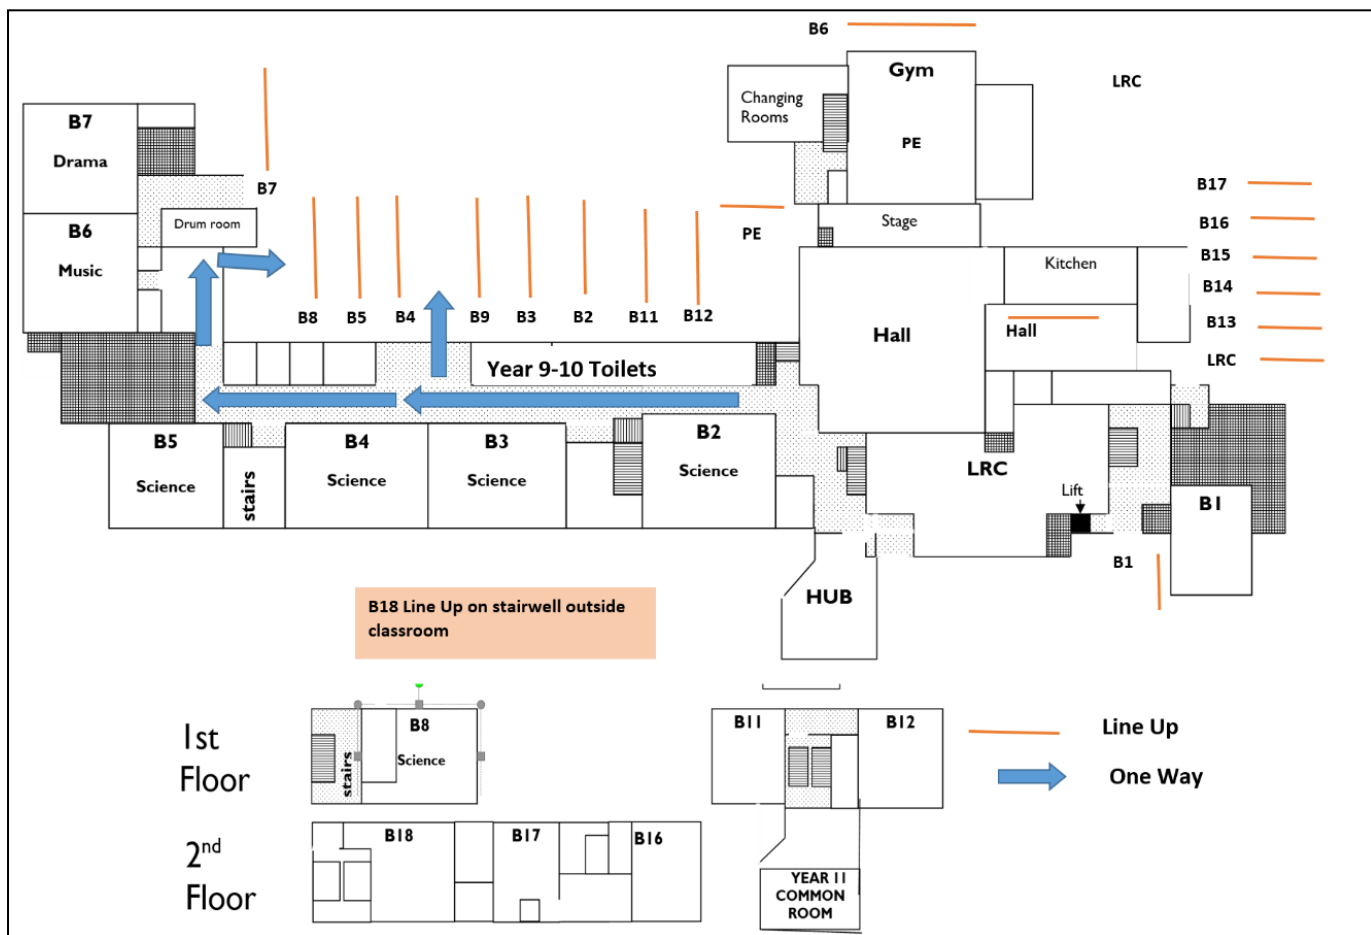 B6
Gym
Changing
Rooms
LRC
B7
Drama
PE
B7
B17
Drum room
Stage
B16
B6
PE
Music
Kitchen
B15
B14
B8
B5
B4
B9
B3
B2
B11
B12
Hall
Hall
B13
LRC
Year 9-10 Toilets
B5
B4
B3
B2
Science
stairs
Science
Science
Science
LRC
Lift
B1
B1
HUB
B18 Line Up on stairwell outside
classroom
1st
Floor
B8
Science
stairs
B11
B12
Line Up
One Way
2nd
Floor
B18
B17
B16
YEAR 11
COMMON
ROOM